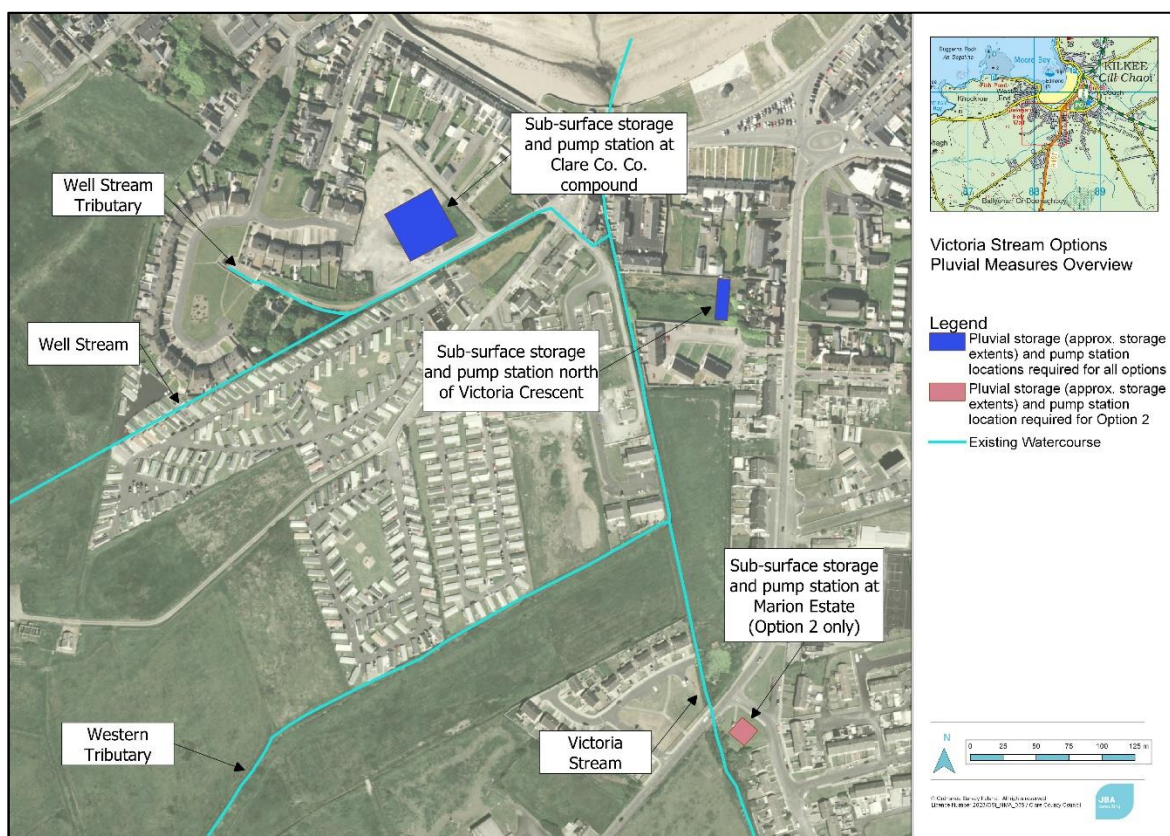 Sub-surface storage
and pump station at
Clare Co. Co.
compound
Well Stream
Tributary
Well Stream
Sub-surface storage
and pump station north
of Victoria Crescent
Sub-surface storage
and pump station at
Marion Estate
(Option 2 only)
Western
Tributary
Victoria
Stream
Moore Bay
KILKEE
Cill Chaoi
87
88
89
Victoria Stream Options
Pluvial Measures Overview
Legend
Pluvial storage (approx. storage
extents) and pump station
locations required for all options
Pluvial storage (approx. storage
extents) and pump station
location required for Option 2
Existing Watercourse
N
0 25 50 75 100 125 m
JBA